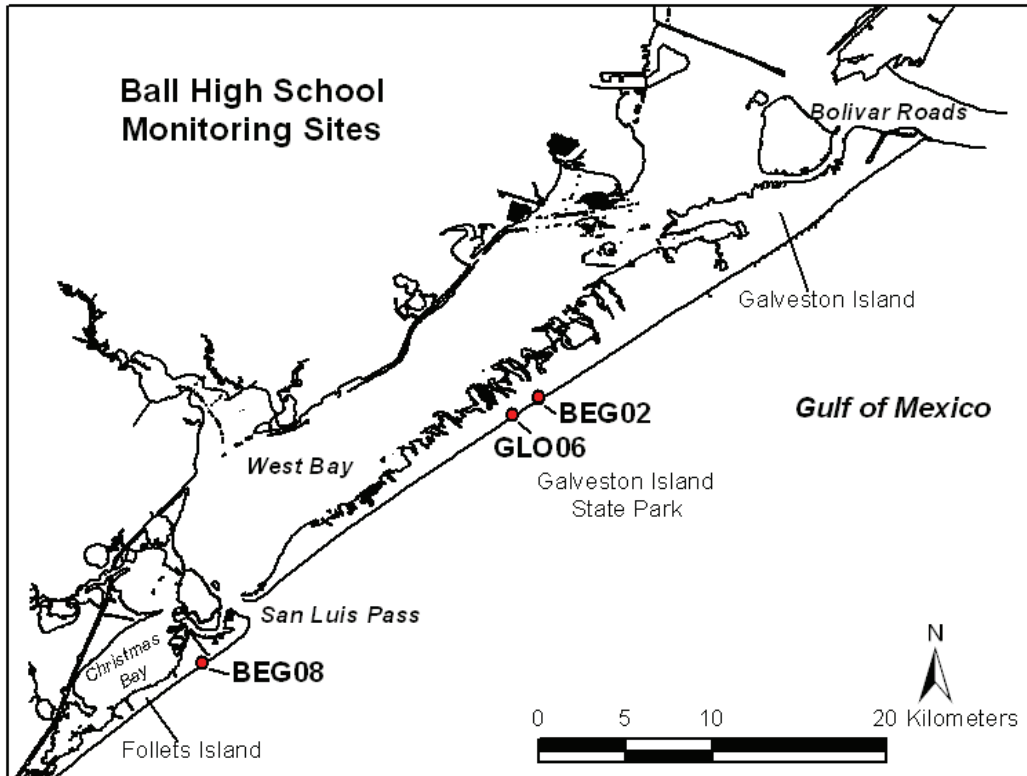 Ball High School
Monitoring Sites
Bolivar Roads
Galveston Island
BEG02
Gulf of Mexico
GLO06
West Bay
Galveston Island
State Park
San Luis Pass
Christmas
Bay
BEG08
Follets Island
N
0 5 10 20 Kilometers